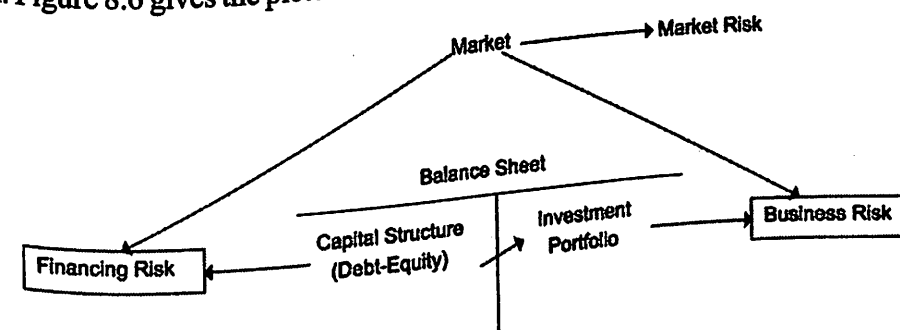 Figure 8.6 gives the
Market
Market Risk
Balance Sheet
Capital Structure
(Debt-Equity)
Investment
Portfolio
Business Risk
Financing Risk